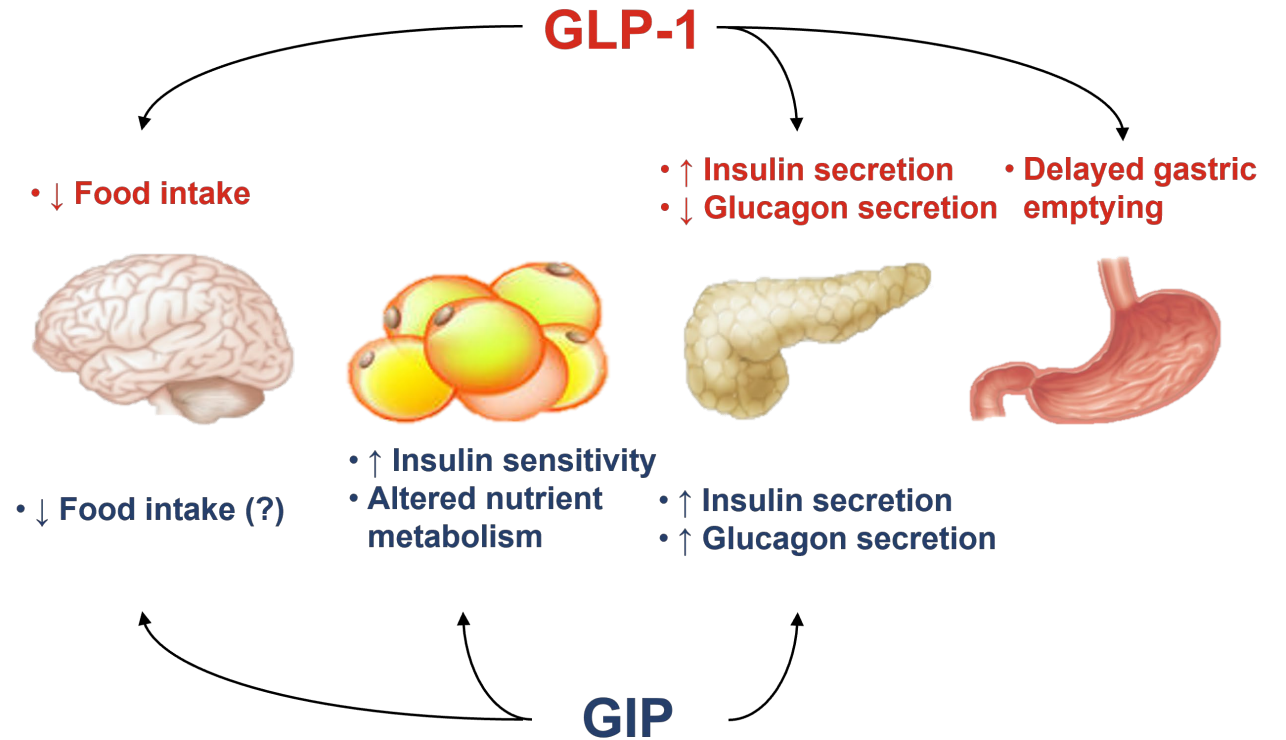 GLP-1
• ↓ Food intake
• ↑ Insulin secretion
• ↓ Glucagon secretion
• Delayed gastric
emptying
• ↓ Food intake (?)
• ↑ Insulin sensitivity
• Altered nutrient
metabolism
• ↑ Insulin secretion
• ↑ Glucagon secretion
GIP